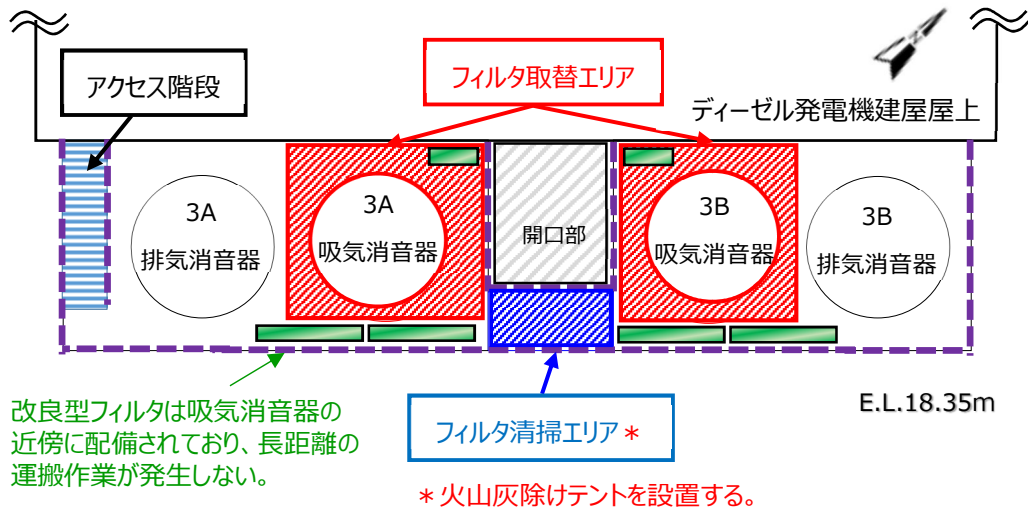 アクセス階段
フィルタ取替エリア
N
ディーゼル発電機建屋屋上
3A
排気消音器
3A
吸気消音器
開口部
3B
吸気消音器
3B
排気消音器
改良型フィルタは吸気消音器の
近傍に配備されており、長距離の
運搬作業が発生しない。
フィルタ清掃エリア*
E.L.18.35m
*火山灰除けテントを設置する。